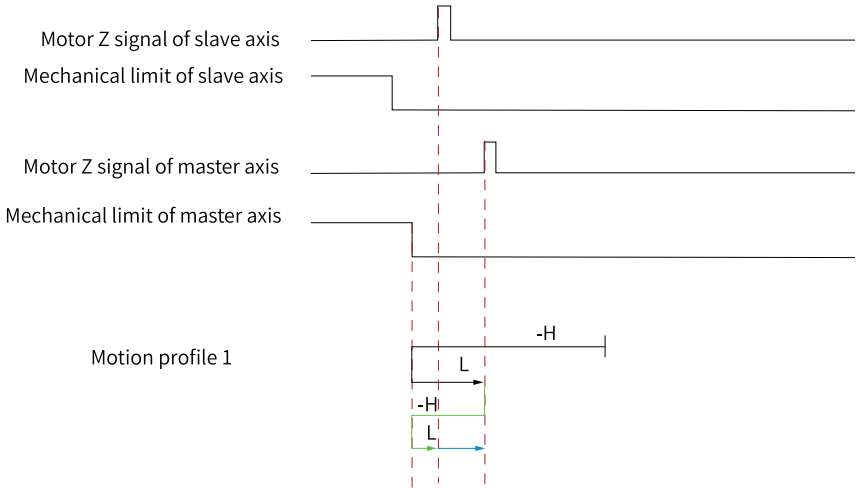 Motor Z signal of slave axis
Mechanical limit of slave axis
Motor Z signal of master axis
Mechanical limit of master axis
-H
Motion profile 1
L
-H
L